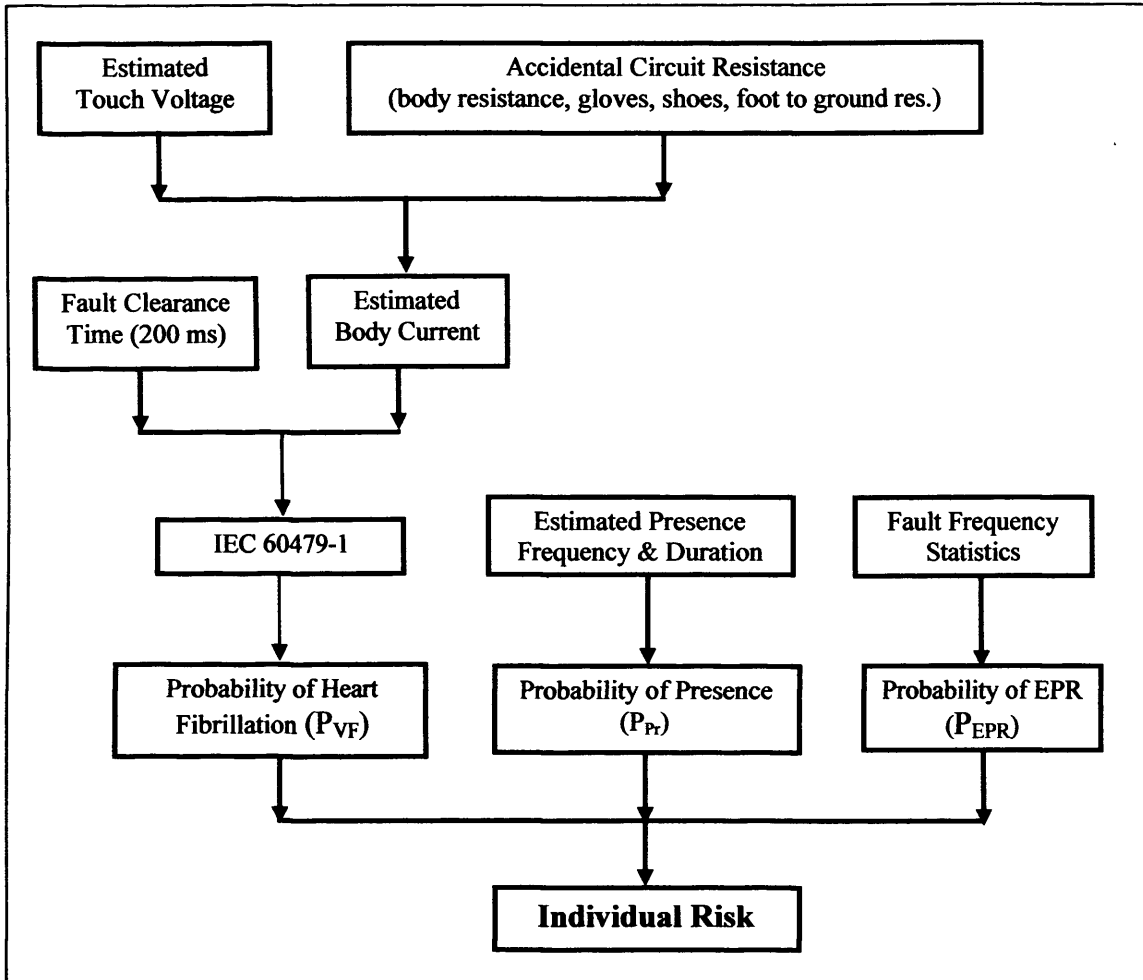 Estimated
Touch Voltage
Accidental Circuit Resistance
(body resistance, gloves, shoes, foot to ground res.)
Fault Clearance
Time (200 ms)
Estimated
Body Current
IEC 60479-1
Estimated Presence
Frequency & Duration
Fault Frequency
Statistics
Probability of Heart
Fibrillation (PVF)
Probability of Presence
(PPr)
Probability of EPR
(PEPR)
Individual Risk